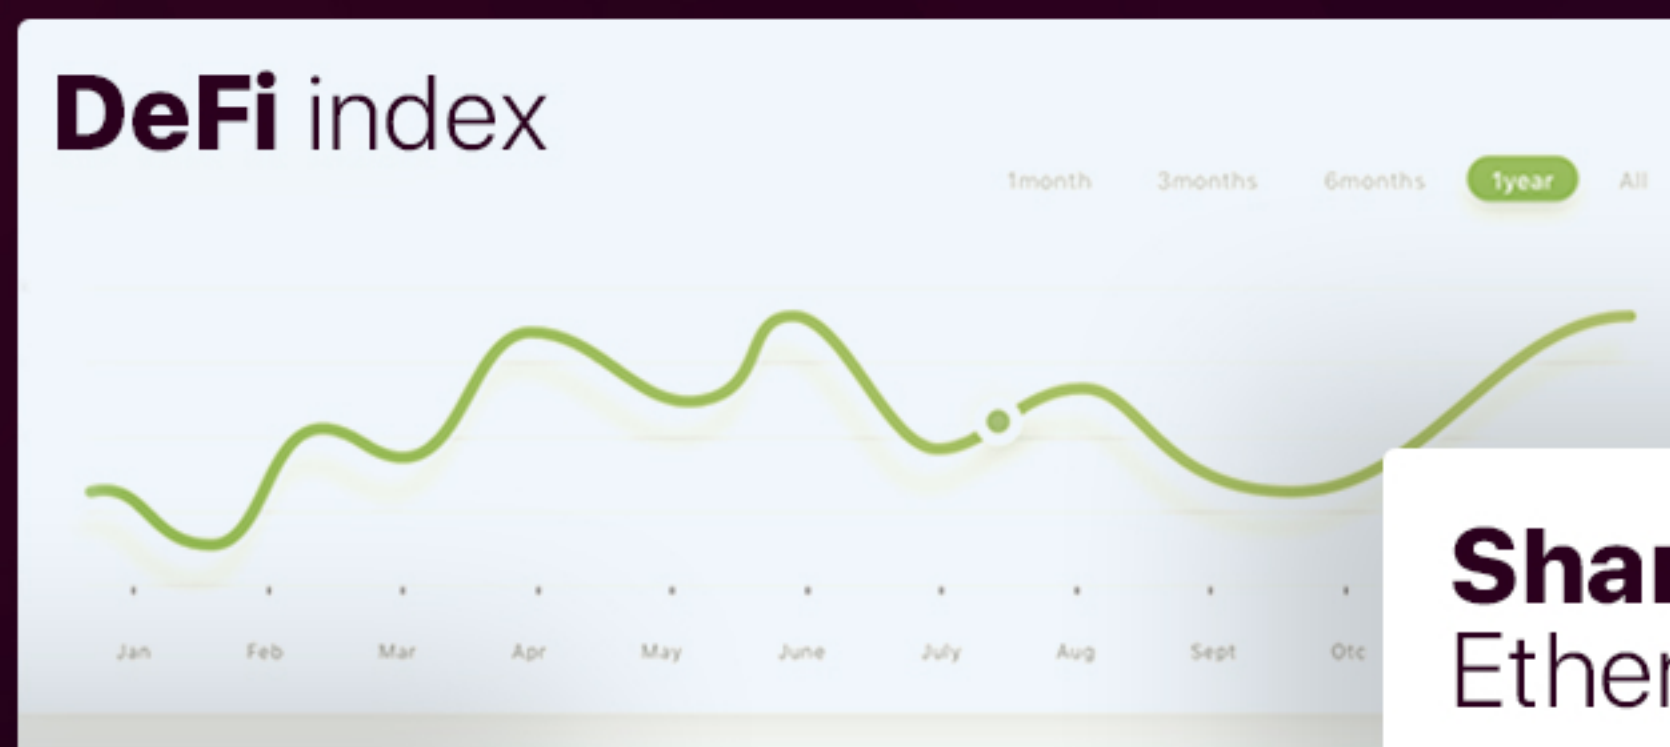 DeFi index
1month 3months 6months 1year All
Jan Feb Mar Apr May June July Aug Sept Otc
Shar
Ether